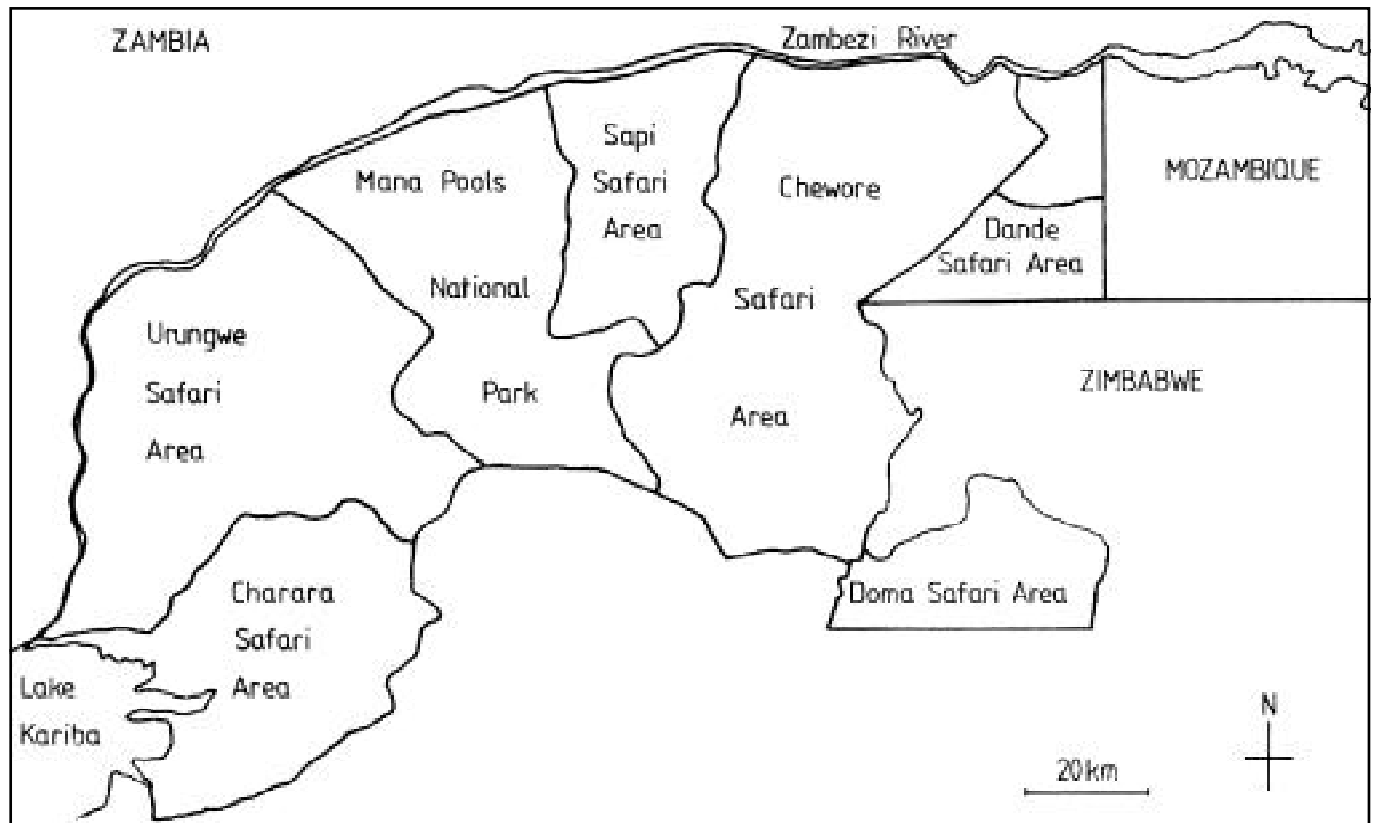 ZAMBIA
Zambezi River
Mana Pools
National
Park
Sapi
Safari
Area
Chewore
Safari
Area
MOZAMBIQUE
Dande
Safari Area
Urungwe
Safari
Area
ZIMBABWE
Charara
Safari
Area
Doma Safari Area
Lake
Kariba
N
20km